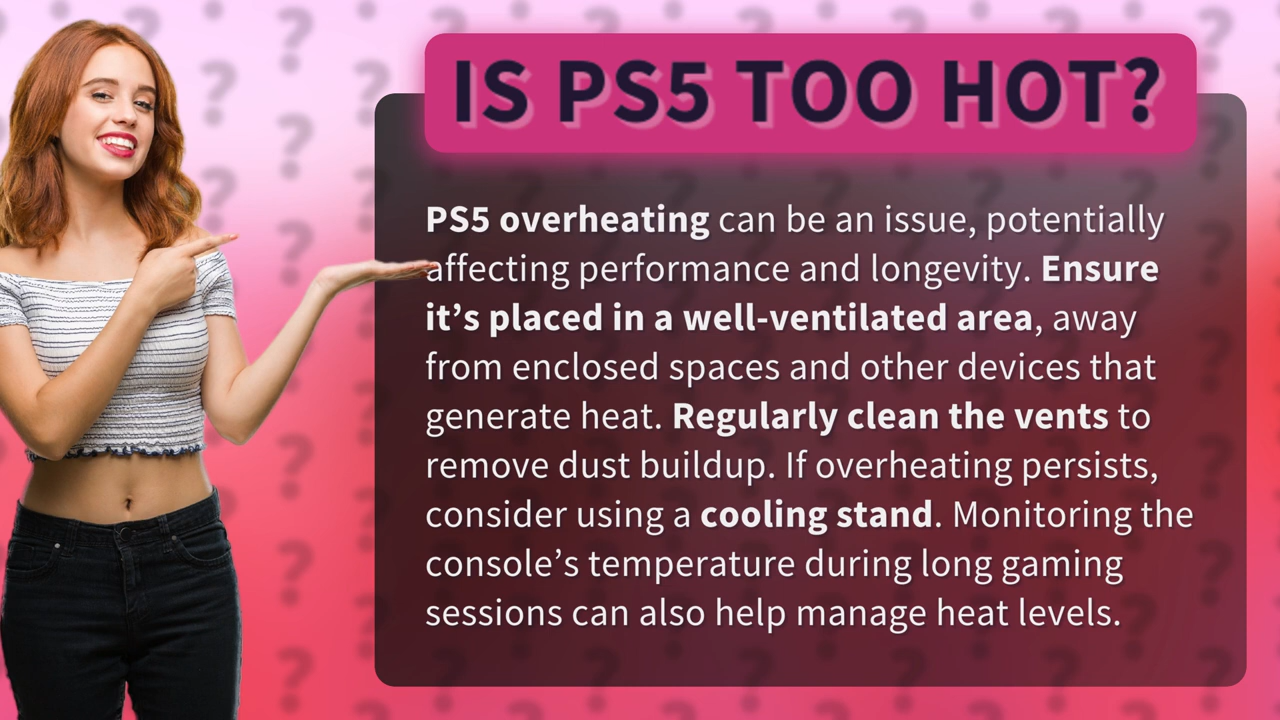 IS PS5 TOO HOT?
PS5 overheating can be an issue, potentially
affecting performance and longevity. Ensure
it’s placed in a well-ventilated area, away
from enclosed spaces and other devices that
generate heat. Regularly clean the vents to
remove dust buildup. If overheating persists,
consider using a cooling stand. Monitoring the
console’s temperature during long gaming
sessions can also help manage heat levels.